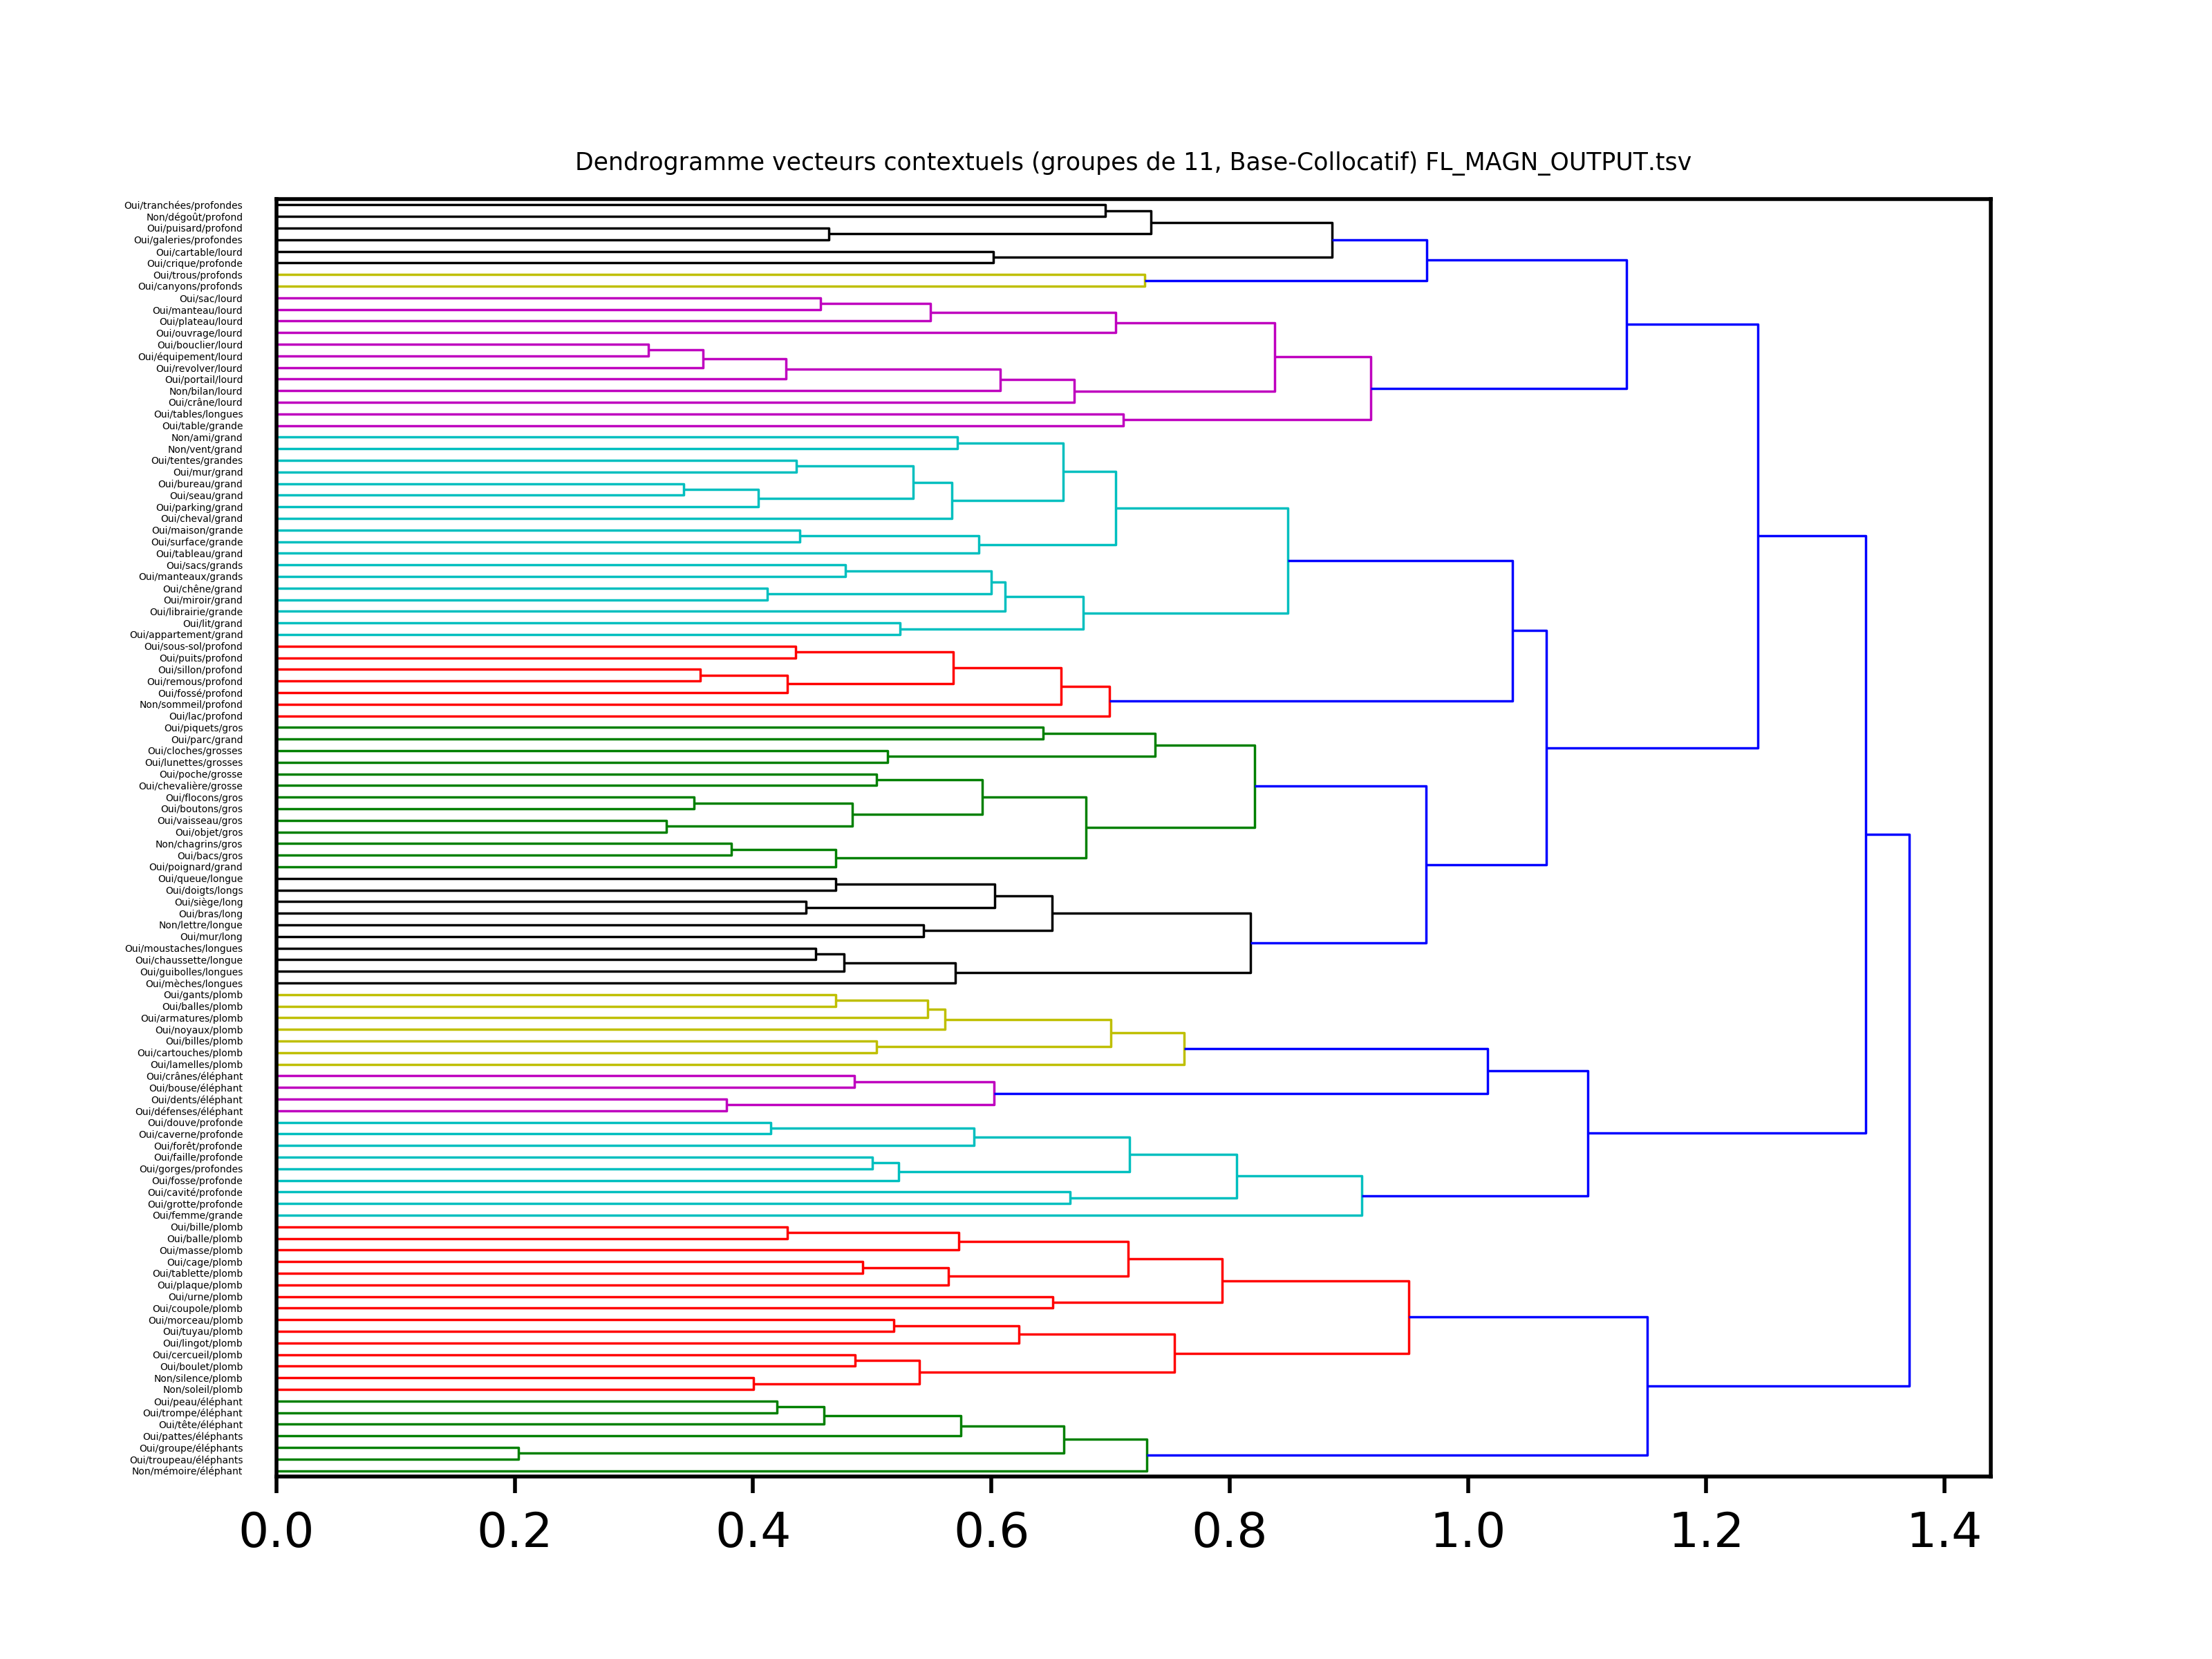 Dendrogramme vecteurs contextuels (groupes de 11, Base-Collocatif) FL_MAGN_OUTPUT.tsv
Oui/tranchées/profondes
Non/dégoût/profond
Oui/puisard/profond
Oui/galeries/profondes
Oui/cartable/lourd
Oui/crique/profonde
Oui/trous/profonds
Oui/canyons/profonds
Oui/sac/lourd
Oui/manteau/lourd
Oui/plateau/lourd
Oui/ouvrage/lourd
Oui/bouclier/lourd
Oui/équipement/lourd
Oui/revolver/lourd
Oui/portail/lourd
Non/bilan/lourd
Oui/crâne/lourd
Oui/tables/longues
Oui/table/grande
Non/ami/grand
Non/vent/grand
Oui/tentes/grandes
Oui/mur/grand
Oui/bureau/grand
Oui/seau/grand
Oui/parking/grand
Oui/cheval/grand
Oui/maison/grande
Oui/surface/grande
Oui/tableau/grand
Oui/sacs/grands
Oui/manteaux/grands
Oui/chêne/grand
Oui/miroir/grand
Oui/librairie/grande
Oui/lit/grand
Oui/appartement/grand
Oui/sous-sol/profond
Oui/puits/profond
Oui/sillon/profond
Oui/remous/profond
Oui/fossé/profond
Non/sommeil/profond
Oui/lac/profond
Oui/piquets/gros
Oui/parc/grand
Oui/cloches/grosses
Oui/lunettes/grosses
Oui/poche/grosse
Oui/chevalière/grosse
Oui/flocons/gros
Oui/boutons/gros
Oui/vaisseau/gros
Oui/objet/gros
Non/chagrins/gros
Oui/bacs/gros
Oui/poignard/grand
Oui/queue/longue
Oui/doigts/longs
Oui/siège/long
Oui/bras/long
Non/lettre/longue
Oui/mur/long
Oui/moustaches/longues
Oui/chaussette/longue
Oui/guibolles/longues
Oui/mèches/longues
Oui/gants/plomb
Oui/balles/plomb
Oui/armatures/plomb
Oui/noyaux/plomb
Oui/billes/plomb
Oui/cartouches/plomb
Oui/lamelles/plomb
Oui/crânes/éléphant
Oui/bouse/éléphant
Oui/dents/éléphant
Oui/défenses/éléphant
Oui/douve/profonde
Oui/caverne/profonde
Oui/forêt/profonde
Oui/faille/profonde
Oui/gorges/profondes
Oui/fosse/profonde
Oui/cavité/profonde
Oui/grotte/profonde
Oui/femme/grande
Oui/bille/plomb
Oui/balle/plomb
Oui/masse/plomb
Oui/cage/plomb
Oui/tablette/plomb
Oui/plaque/plomb
Oui/urne/plomb
Oui/coupole/plomb
Oui/morceau/plomb
Oui/tuyau/plomb
Oui/lingot/plomb
Oui/cercueil/plomb
Oui/boulet/plomb
Non/silence/plomb
Non/soleil/plomb
Oui/peau/éléphant
Oui/trompe/éléphant
Oui/tête/éléphant
Oui/pattes/éléphants
Oui/groupe/éléphants
Oui/troupeau/éléphants
Non/mémoire/éléphant
0.0 0.2 0.4 0.6 0.8 1.0 1.2 1.4